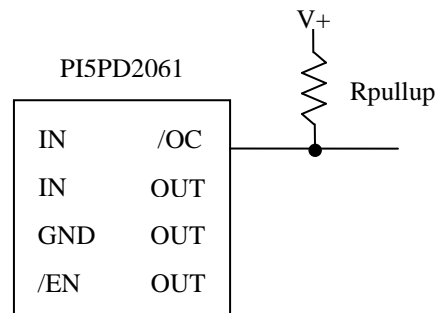 V+
PI5PD2061
Rpullup
IN /OC
IN OUT
GND OUT
/EN OUT